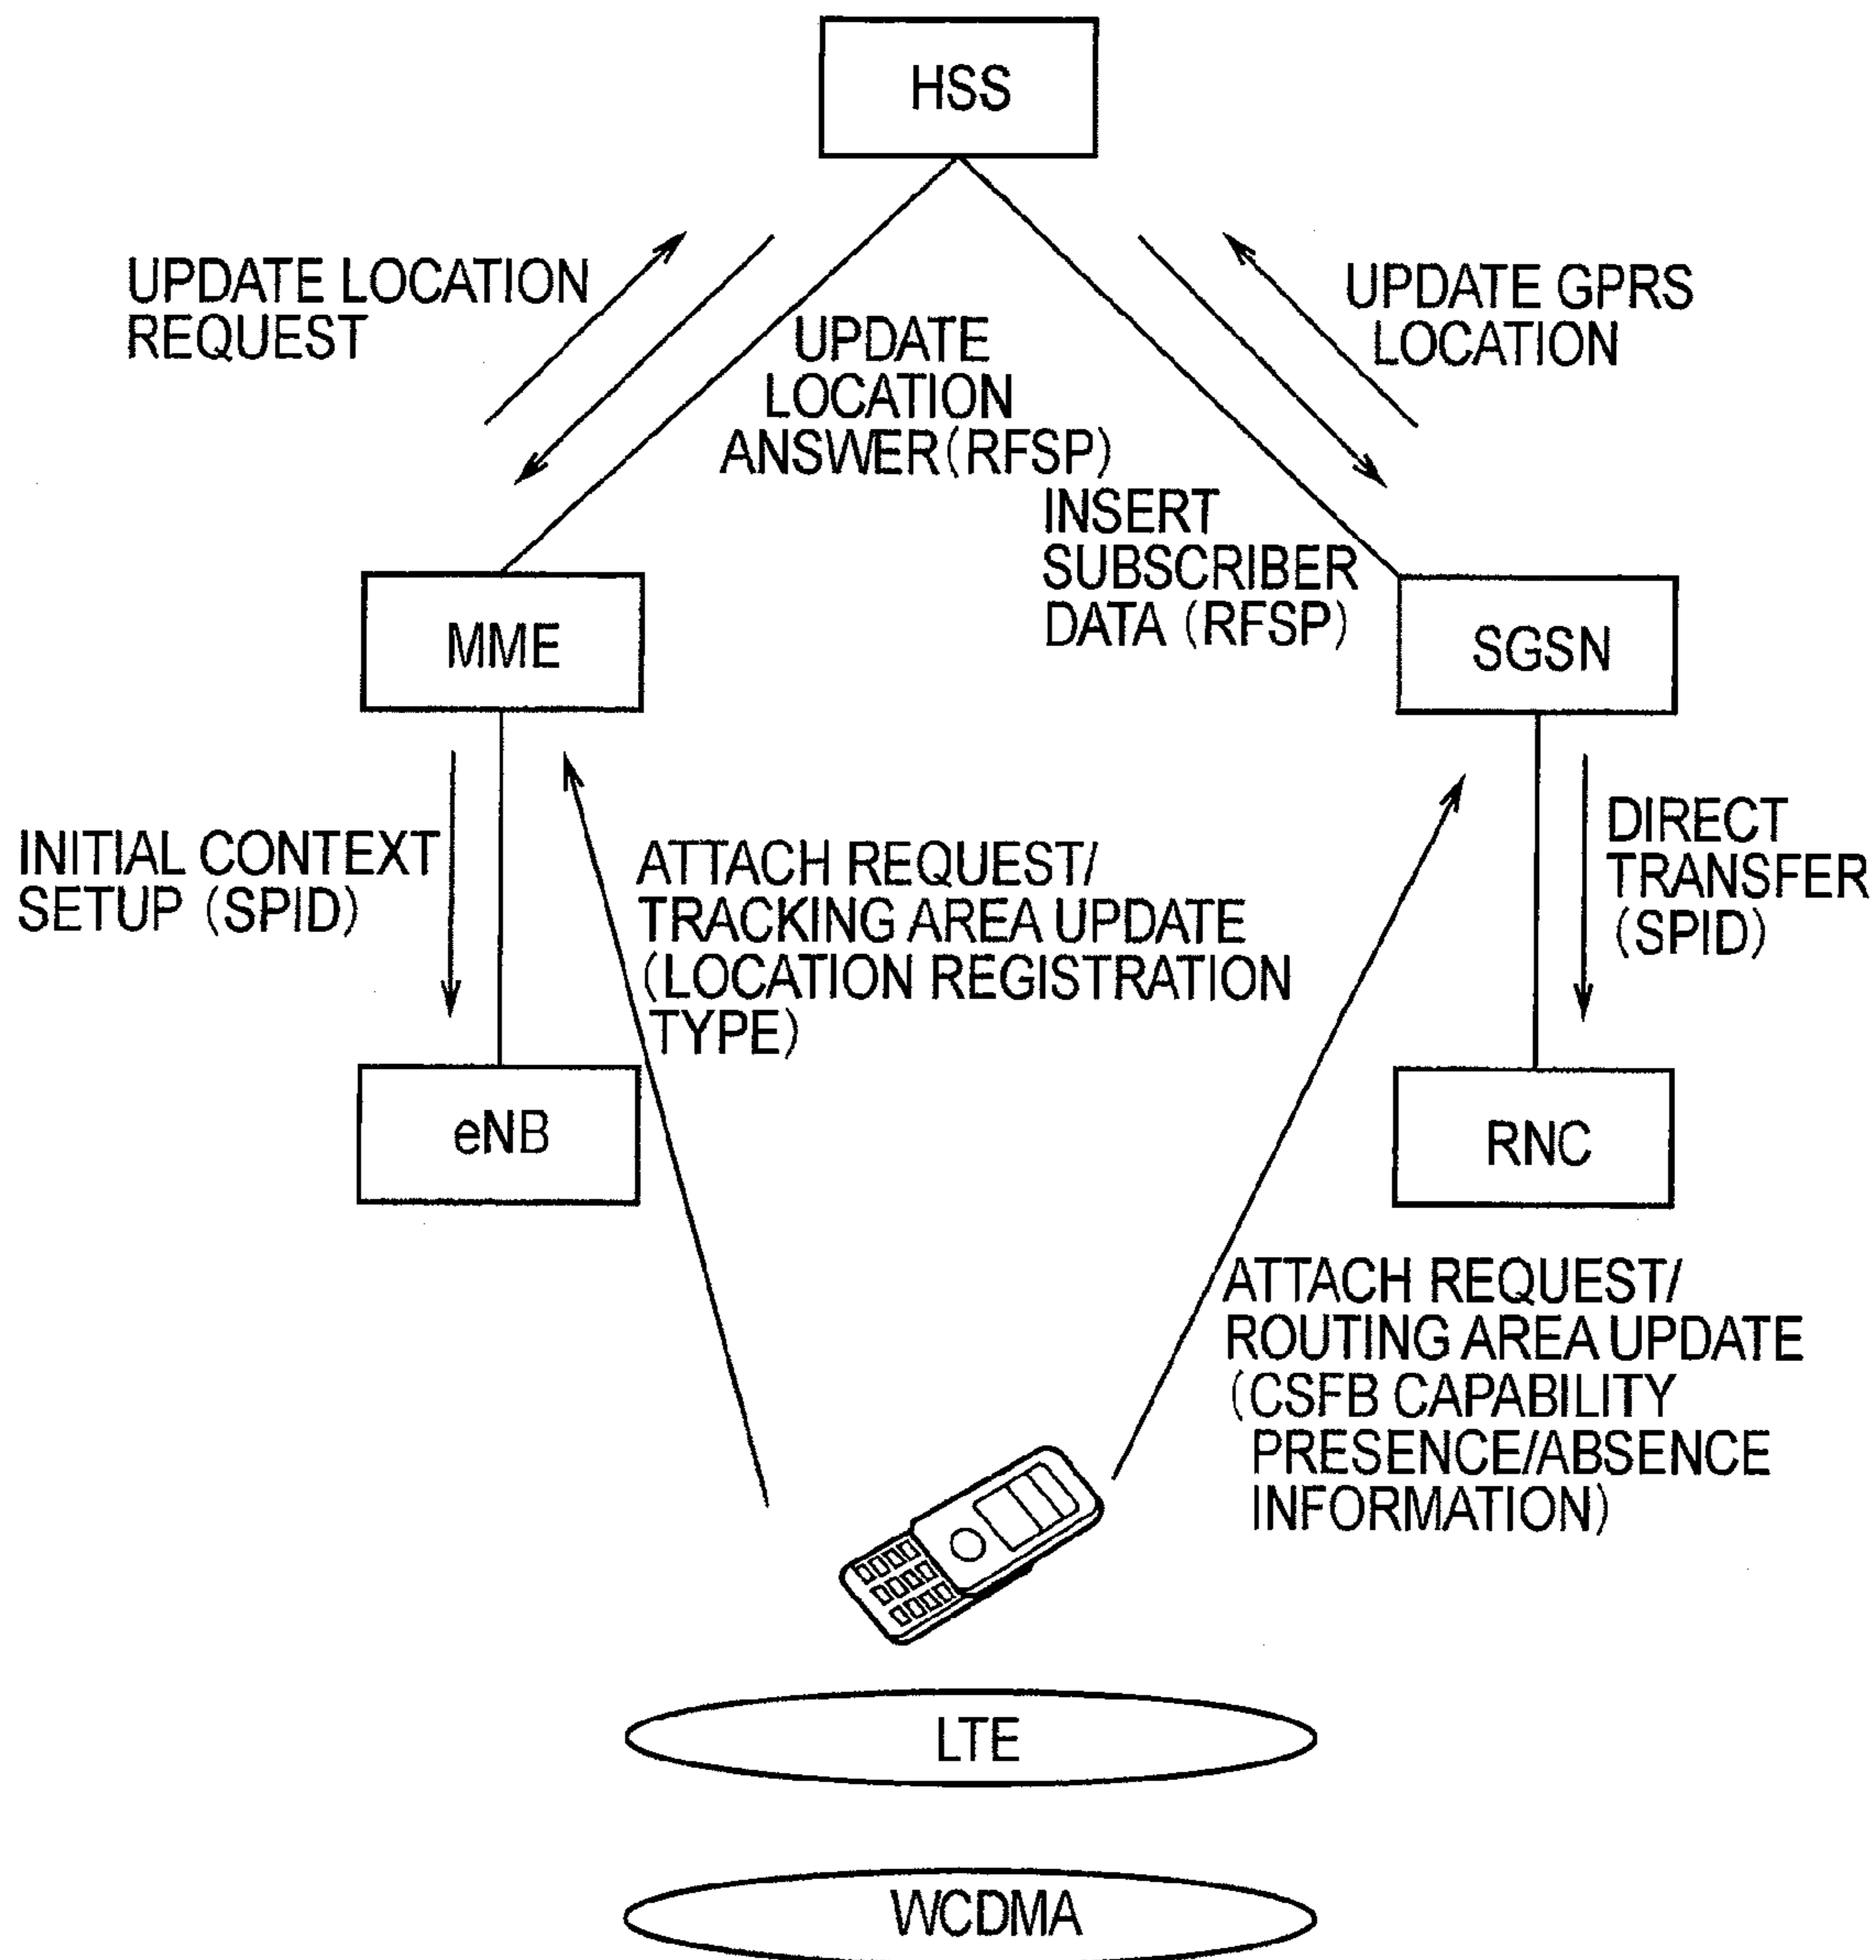 HSS
UPDATE LOCATION
REQUEST
UPDATE
LOCATION
ANSWER(RFSP)
UPDATE GPRS
LOCATION
INSERT
SUBSCRIBER
DATA (RFSP)
MME
SGSN
INITIAL CONTEXT
SETUP (SPID)
ATTACH REQUEST/
TRACKING AREA UPDATE
(LOCATION REGISTRATION
TYPE)
DIRECT
TRANSFER
(SPID)
eNB
RNC
ATTACH REQUEST/
ROUTING AREA UPDATE
(CSFB CAPABILITY
PRESENCE/ABSENCE
INFORMATION)
LTE
WCDMA